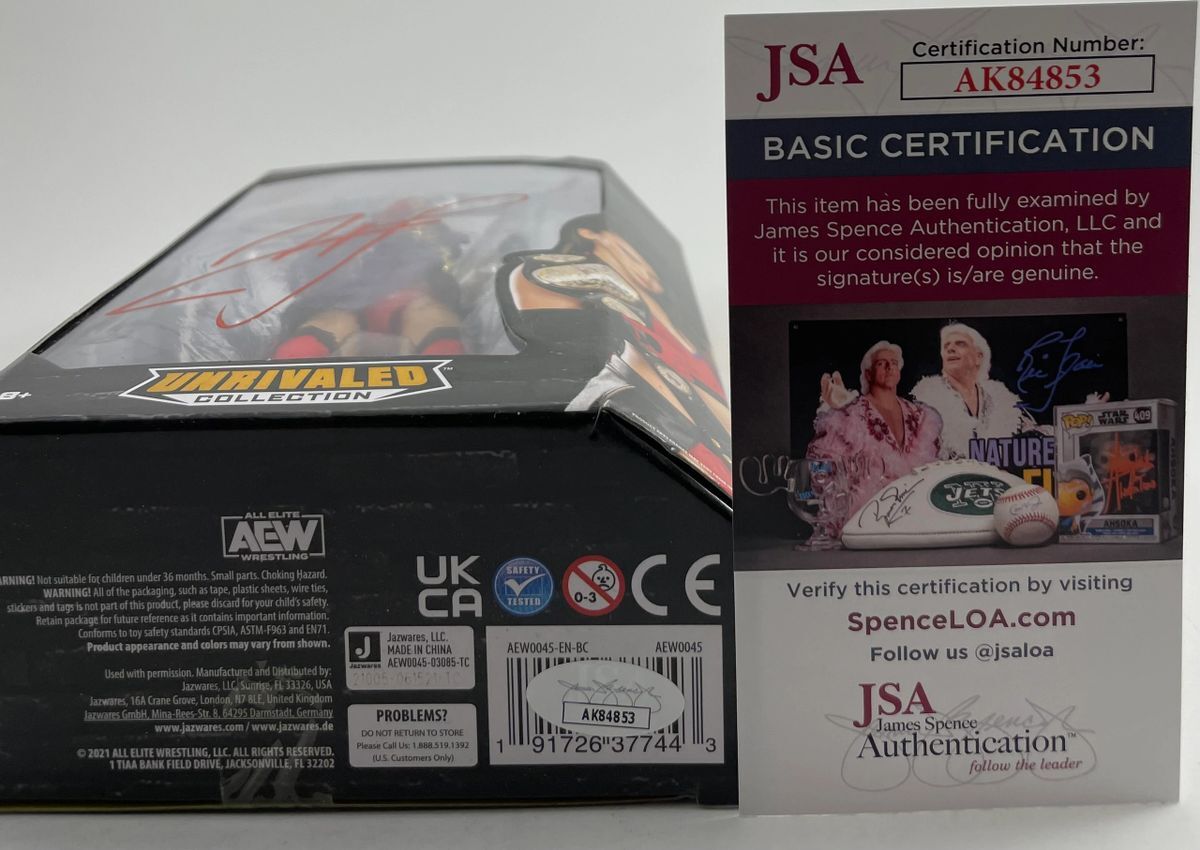 8+
UNRIVALED™
COLLECTION
ALL ELITE
AEW
WRESTLING
ARNING! Not suitable for children under 36 months. Small parts. Choking Hazard.
WARNING! All of the packaging, such as tape, plastic sheets, wire ties,
stickers and tags is not part of this product, please discard for your child's safety.
Retain package for future reference as it contains important information.
Conforms to toy safety standards CPSIA, ASTM-F963 and EN71.
Product appearance and colors may vary from shown.
Used with permission. Manufactured and Distributed by:
Jazwares, LLC, Sunrise, FL 33326, USA
Jazwares, 16A Crane Grove, London, N7 8LE, United Kingdom
Jazwares GmbH, Mina-Rees-Str. 8, 64295 Darmstadt, Germany
www.jazwares.com / www.jazwares.de
© 2021 ALL ELITE WRESTLING, LLC. ALL RIGHTS RESERVED.
1 TIAA BANK FIELD DRIVE, JACKSONVILLE, FL 32202
UK
CA
SAFETY
TESTED
0-3
CE
J
Jazwares
Jazwares, LLC.
MADE IN CHINA
AEW0045-03085-TC
PROBLEMS?
DO NOT RETURN TO STORE
Please Call Us: 1.888.519.1392
(U.S. Customers Only)
AEW0045-EN-BC AEW0045
AK84853
1 91726 37744 3
JSA
Certification Number:
AK84853
BASIC CERTIFICATION
This item has been fully examined by
James Spence Authentication, LLC and
it is our considered opinion that the
signature(s) is/are genuine.
NATURE
JETS
POP!
STAR
WARS
409
AHSOKA
Verify this certification by visiting
SpenceLOA.com
Follow us @jsaloa
JSA
James Spence
Authentication™
follow the leader